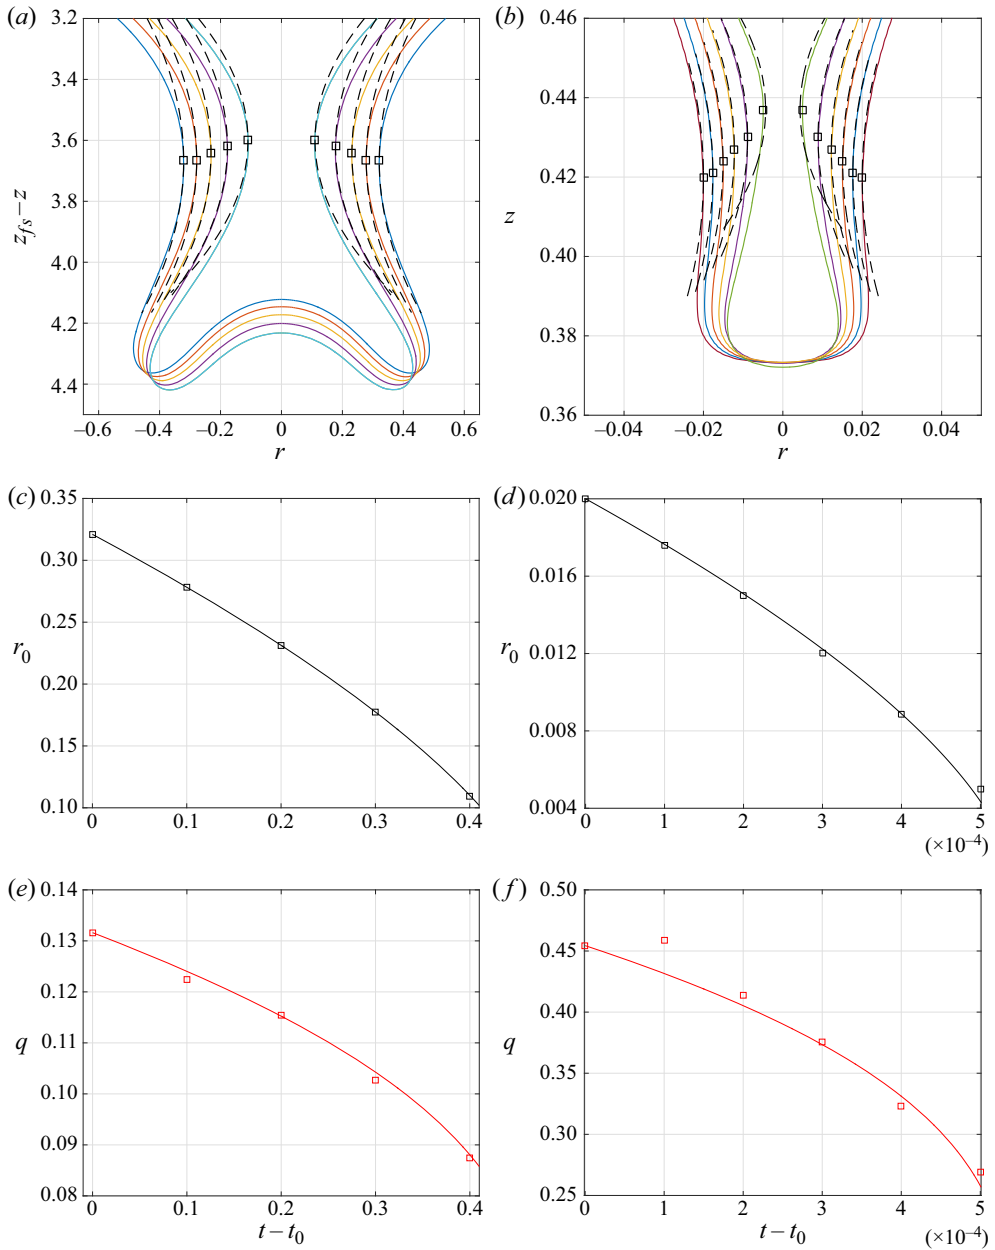 (a)
3.2
3.4
3.6
3.8
4.0
4.2
4.4
z_fs – z
–0.6 –0.4 –0.2 0 0.2 0.4 0.6
r
(b)
0.46
0.44
0.42
0.40
0.38
0.36
z
–0.04 –0.02 0 0.02 0.04
r
(c)
0.35
0.30
0.25
0.20
0.15
0.10
r_0
0 0.1 0.2 0.3 0.4
(d)
0.020
0.016
0.012
0.008
0.004
r_0
0 1 2 3 4 5
(×10⁻⁴)
(e)
0.14
0.13
0.12
0.11
0.10
0.09
0.08
q
0 0.1 0.2 0.3 0.4
t – t_0
(f)
0.50
0.45
0.40
0.35
0.30
0.25
q
0 1 2 3 4 5
t – t_0
(×10⁻⁴)